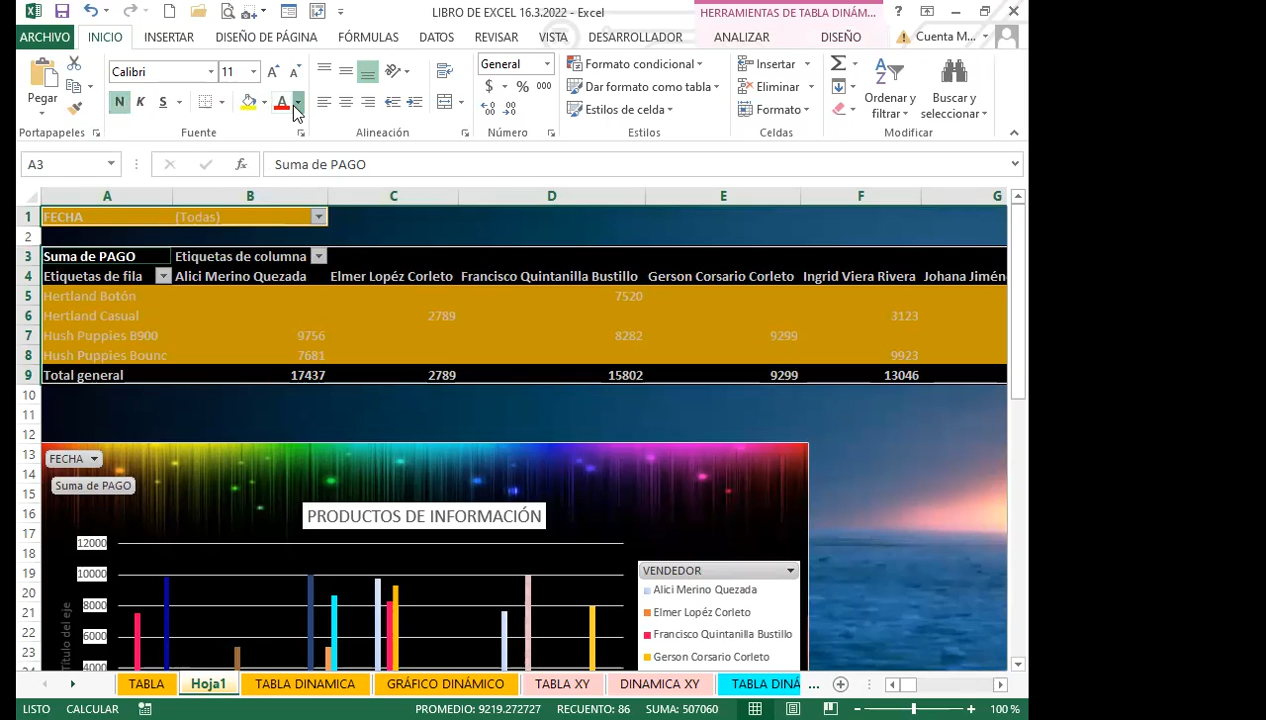 LIBRO DE EXCEL 16.3.2022 - Excel
HERRAMIENTAS DE TABLA DINÁM...
ARCHIVO INICIO INSERTAR DISEÑO DE PÁGINA FÓRMULAS DATOS REVISAR VISTA DESARROLLADOR ANALIZAR DISEÑO Cuenta M...
Pegar
Calibri 11
N K S
General
$ % 000
Formato condicional
Dar formato como tabla
Estilos de celda
Insertar
Eliminar
Formato
Ordenar y filtrar
Buscar y seleccionar
Portapapeles Fuente Alineación Número Estilos Celdas Modificar
A3 fx Suma de PAGO
A B C D E F G
1 FECHA (Todas)
2
3 Suma de PAGO Etiquetas de columna
4 Etiquetas de fila Alici Merino Quezada Elmer Lopéz Corleto Francisco Quintanilla Bustillo Gerson Corsario Corleto Ingrid Viera Rivera Johana Jimén
5 Hertland Botón 7520
6 Hertland Casual 2789 3123
7 Hush Puppies B900 9756 8282 9299
8 Hush Puppies Bounc 7681 9923
9 Total general 17437 2789 15802 9299 13046
10
11
12
13
14
15
16
17
18
19
20
21
22
23
FECHA
Suma de PAGO
PRODUCTOS DE INFORMACIÓN
12000
10000
8000
6000
4000
Título del eje
VENDEDOR
Alici Merino Quezada
Elmer Lopéz Corleto
Francisco Quintanilla Bustillo
Gerson Corsario Corleto
TABLA Hoja1 TABLA DINAMICA GRÁFICO DINÁMICO TABLA XY DINAMICA XY TABLA DINÁ ...
LISTO CALCULAR PROMEDIO: 9219.272727 RECUENTO: 86 SUMA: 507060 100 %